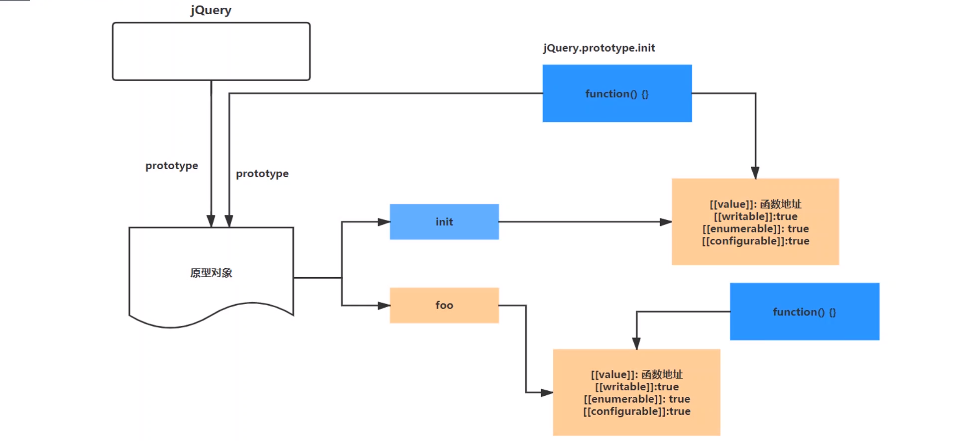 jQuery
jQuery.prototype.init
function() {}
prototype
prototype
原型对象
init
[[value]]: 函数地址
[[writable]]:true
[[enumerable]]: true
[[configurable]]:true
foo
function() {}
[[value]]: 函数地址
[[writable]]:true
[[enumerable]]: true
[[configurable]]:true